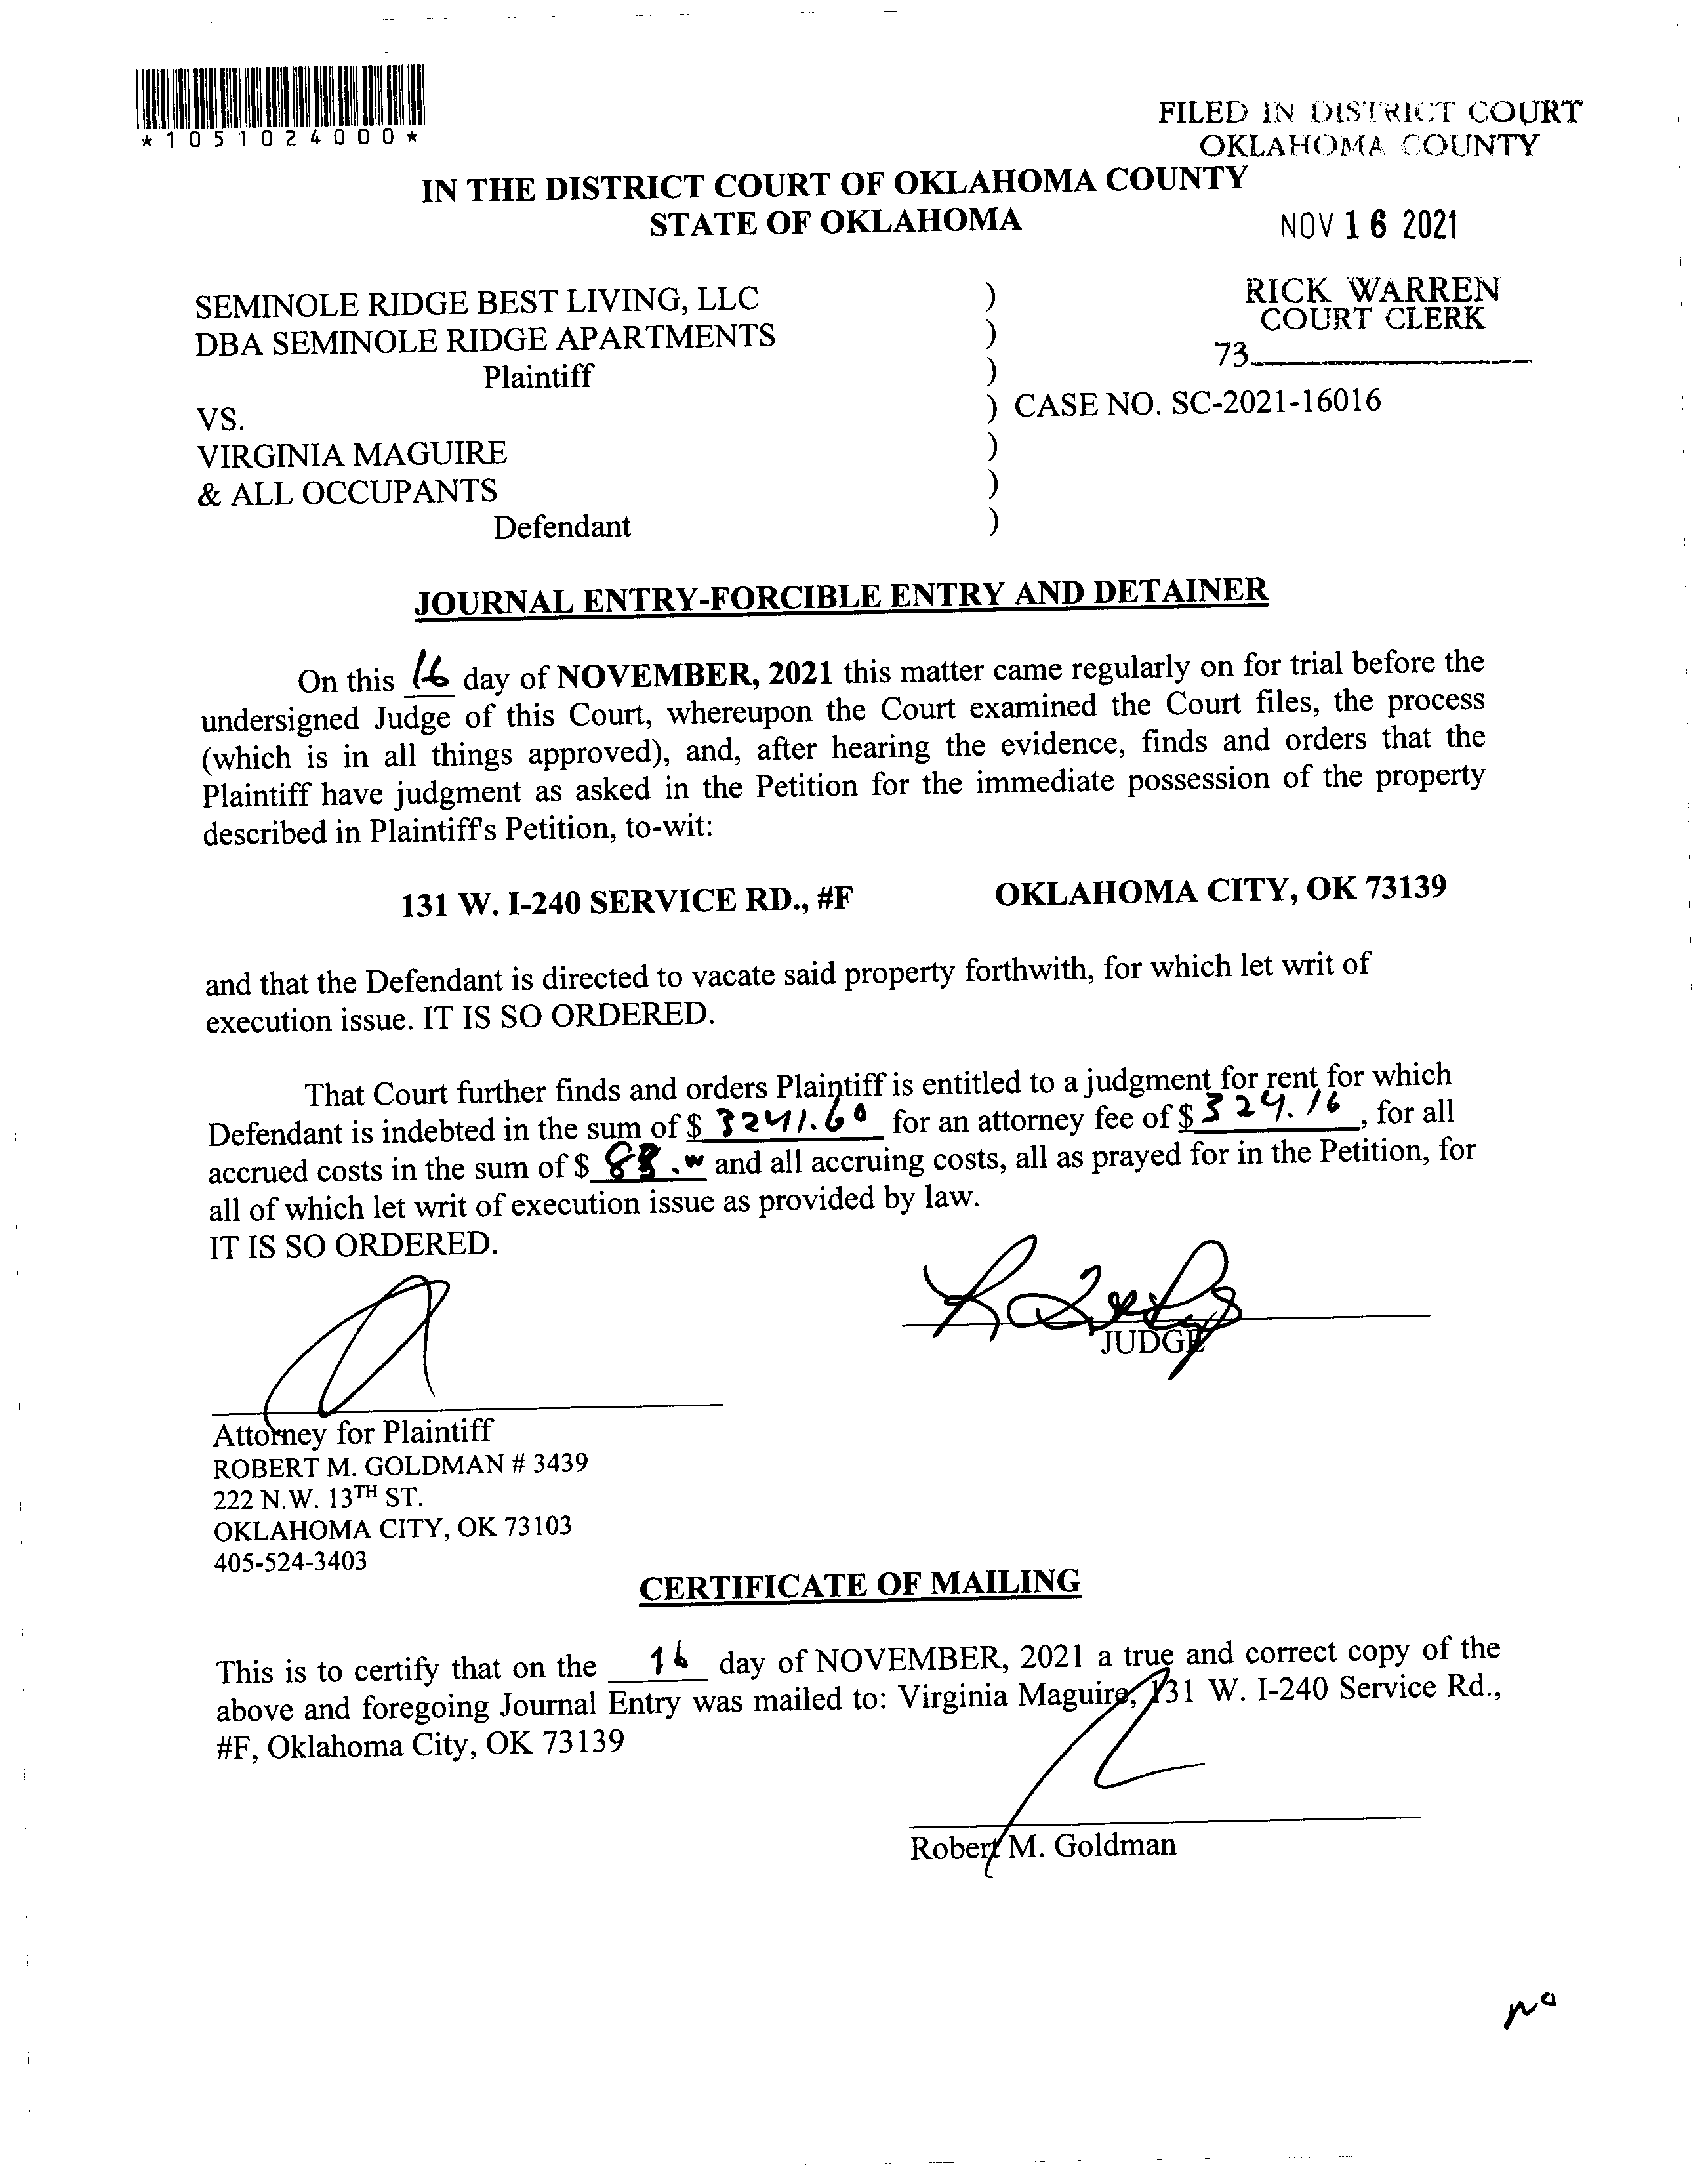 *1051024000*
FILED IN DISTRICT COURT
OKLAHOMA COUNTY
IN THE DISTRICT COURT OF OKLAHOMA COUNTY
STATE OF OKLAHOMA
NOV 16 2021
SEMINOLE RIDGE BEST LIVING, LLC )
DBA SEMINOLE RIDGE APARTMENTS )
Plaintiff )
RICK WARREN
COURT CLERK
73
VS. ) CASE NO. SC-2021-16016
VIRGINIA MAGUIRE )
& ALL OCCUPANTS )
Defendant )
JOURNAL ENTRY-FORCIBLE ENTRY AND DETAINER
On this 16 day of NOVEMBER, 2021 this matter came regularly on for trial before the
undersigned Judge of this Court, whereupon the Court examined the Court files, the process
(which is in all things approved), and, after hearing the evidence, finds and orders that the
Plaintiff have judgment as asked in the Petition for the immediate possession of the property
described in Plaintiff's Petition, to-wit:
131 W. I-240 SERVICE RD., #F OKLAHOMA CITY, OK 73139
and that the Defendant is directed to vacate said property forthwith, for which let writ of
execution issue. IT IS SO ORDERED.
That Court further finds and orders Plaintiff is entitled to a judgment for rent for which
Defendant is indebted in the sum of $ 3241.60 for an attorney fee of $ 324.16, for all
accrued costs in the sum of $ and all accruing costs, all as prayed for in the Petition, for
all of which let writ of execution issue as provided by law.
IT IS SO ORDERED.
JUDGE
Attorney for Plaintiff
ROBERT M. GOLDMAN # 3439
222 N.W. 13TH ST.
OKLAHOMA CITY, OK 73103
405-524-3403
CERTIFICATE OF MAILING
This is to certify that on the 16 day of NOVEMBER, 2021 a true and correct copy of the
above and foregoing Journal Entry was mailed to: Virginia Maguire, 131 W. I-240 Service Rd.,
#F, Oklahoma City, OK 73139
Robert M. Goldman